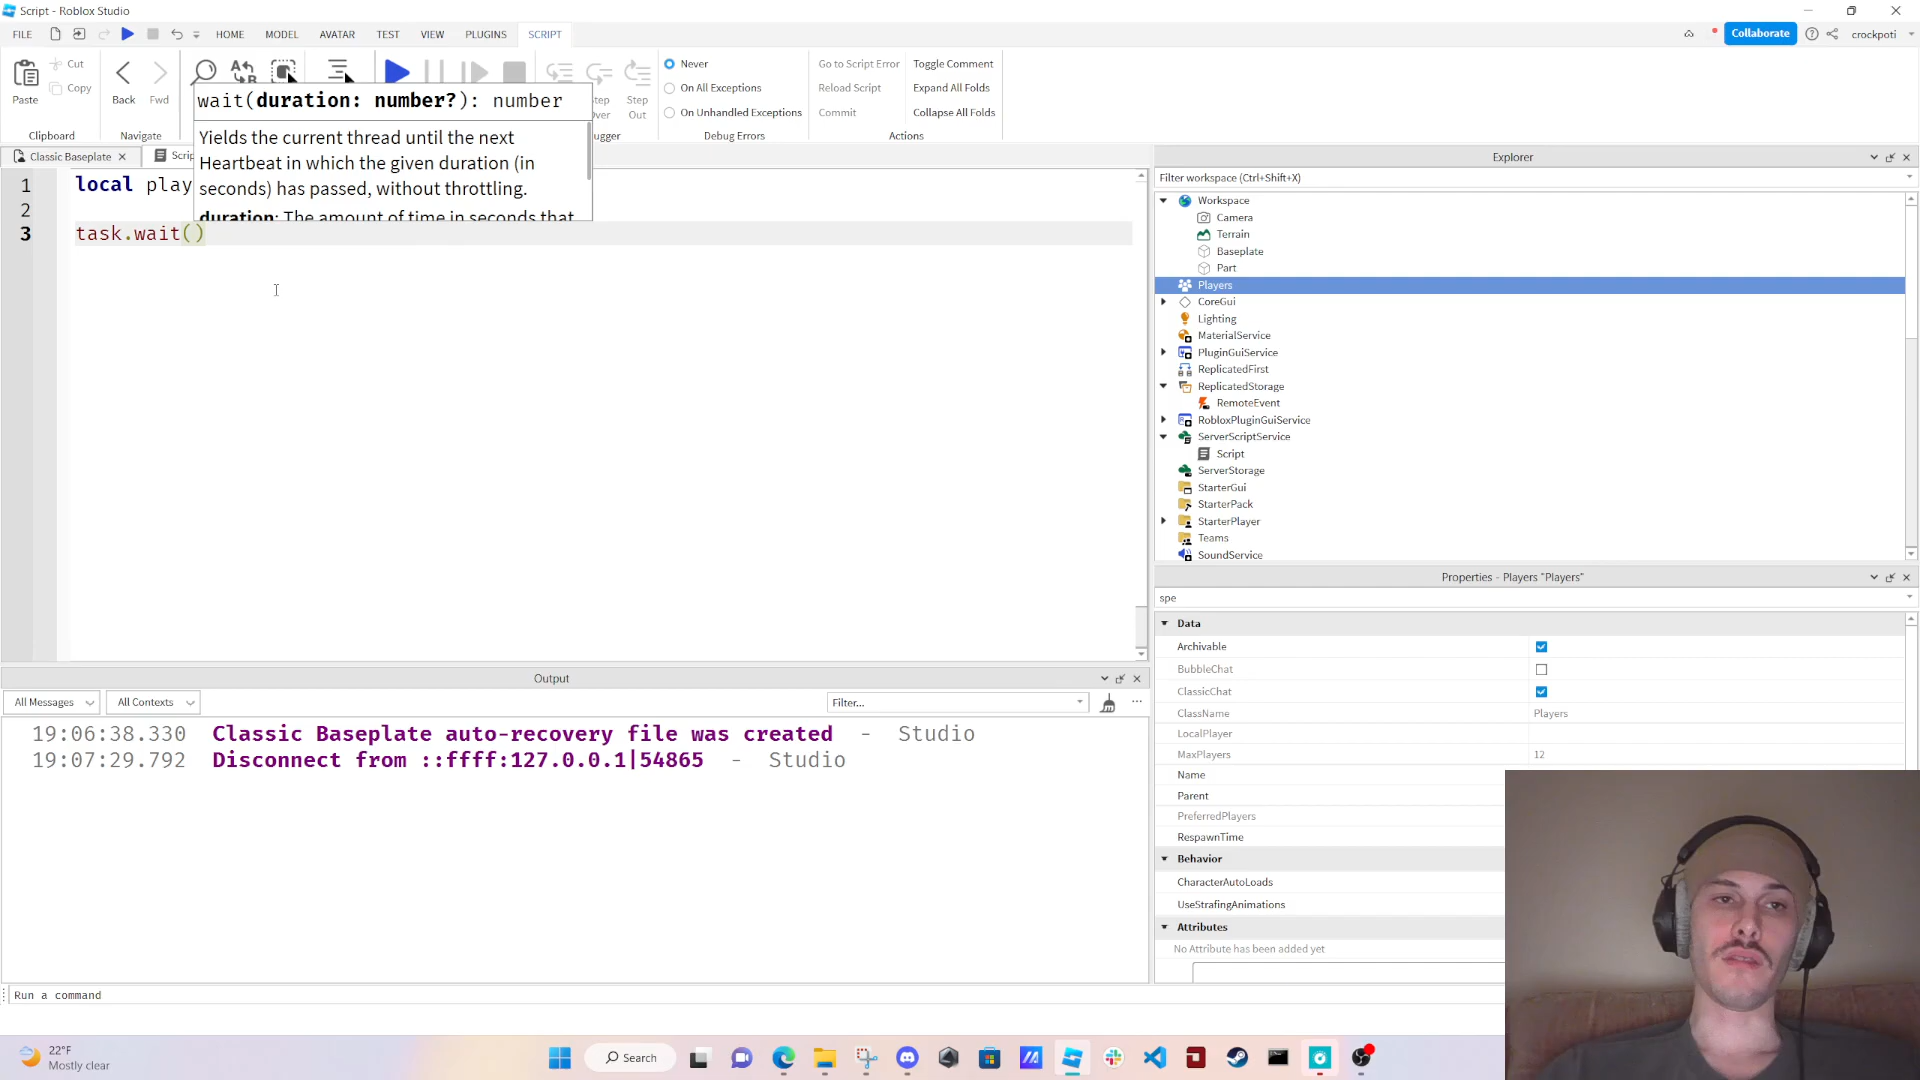 Script - Roblox Studio
FILE HOME MODEL AVATAR TEST VIEW PLUGINS SCRIPT Collaborate crockpoti
Paste Cut Copy Clipboard
Back Fwd Navigate
wait(duration: number?): number
Yields the current thread until the next
Heartbeat in which the given duration (in
seconds) has passed, without throttling.
duration: The amount of time in seconds that
Step Out
Never
On All Exceptions
On Unhandled Exceptions
Debug Errors
Go to Script Error
Reload Script
Commit
Toggle Comment
Expand All Folds
Collapse All Folds
Actions
Classic Baseplate
1 local play
2
3 task.wait()
Explorer
Filter workspace (Ctrl+Shift+X)
Workspace
Camera
Terrain
Baseplate
Part
Players
CoreGui
Lighting
MaterialService
PluginGuiService
ReplicatedFirst
ReplicatedStorage
RemoteEvent
RobloxPluginGuiService
ServerScriptService
Script
ServerStorage
StarterGui
StarterPack
StarterPlayer
Teams
SoundService
Properties - Players "Players"
spe
Data
Archivable
BubbleChat
ClassicChat
ClassName Players
LocalPlayer
MaxPlayers 12
Name
Parent
PreferredPlayers
RespawnTime
Behavior
CharacterAutoLoads
UseStrafingAnimations
Attributes
No Attribute has been added yet
Output
All Messages All Contexts Filter...
19:06:38.330 Classic Baseplate auto-recovery file was created - Studio
19:07:29.792 Disconnect from ::ffff:127.0.0.1|54865 - Studio
Run a command
22°F
Mostly clear
Search